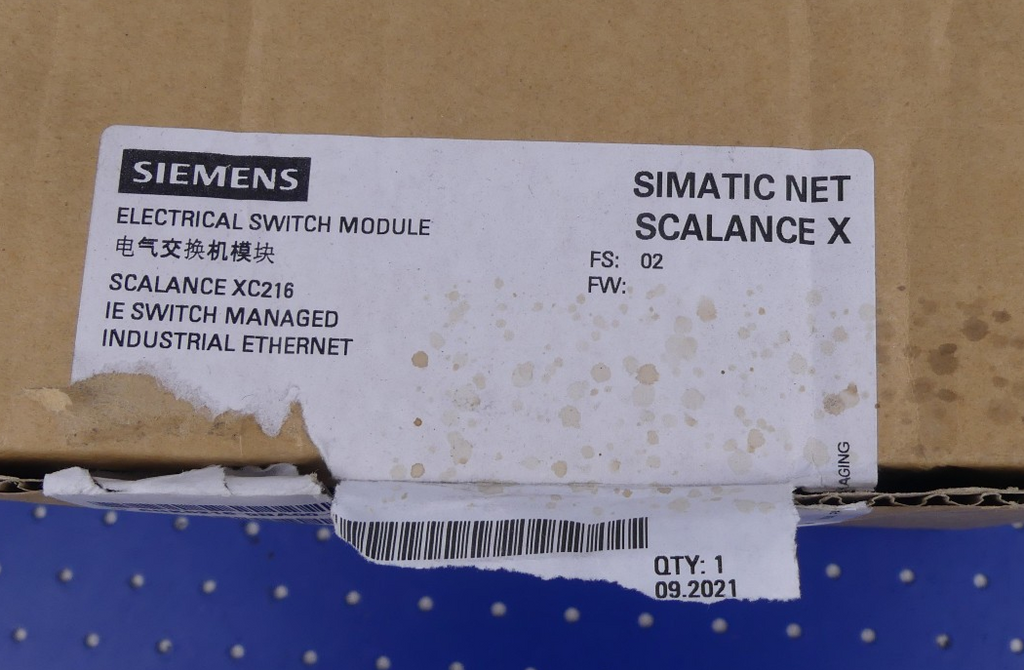 SIEMENS
ELECTRICAL SWITCH MODULE
电气交换机模块
SCALANCE XC216
IE SWITCH MANAGED
INDUSTRIAL ETHERNET
SIMATIC NET
SCALANCE X
FS: 02
FW:
AGING
QTY: 1
09.2021